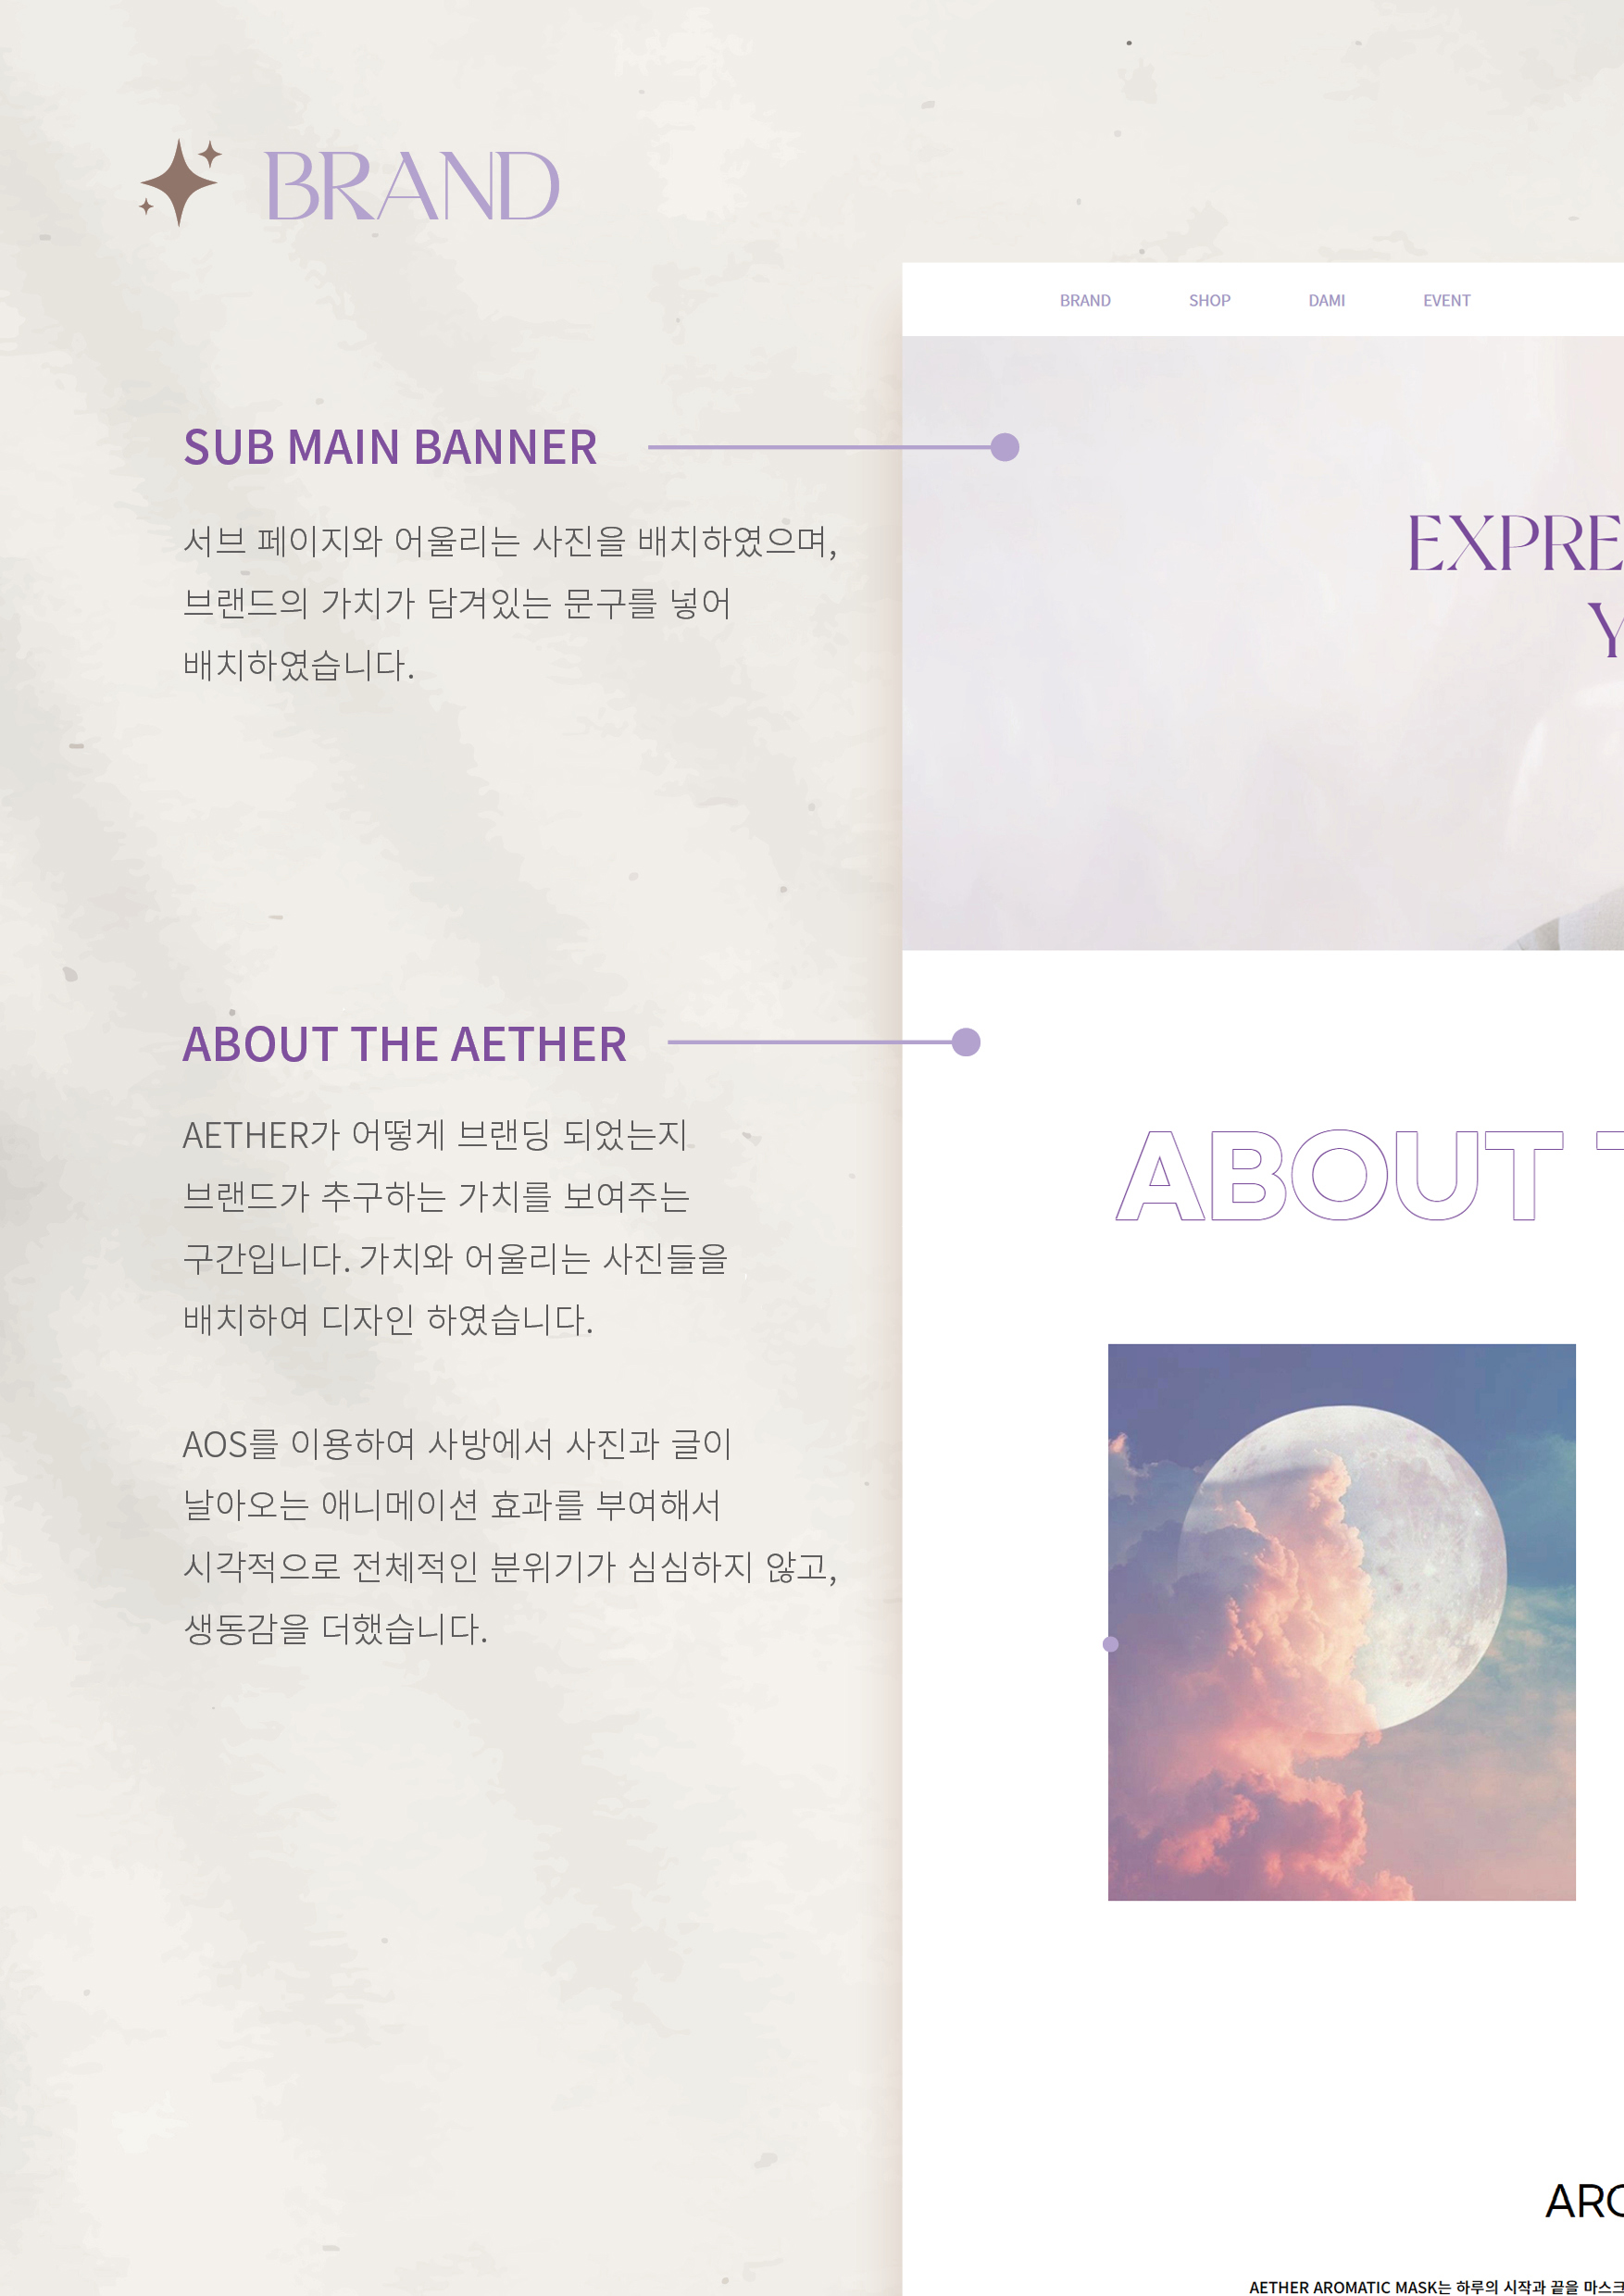 BRAND
BRAND SHOP DAMI EVENT
SUB MAIN BANNER
서브 페이지와 어울리는 사진을 배치하였으며,
브랜드의 가치가 담겨있는 문구를 넣어
배치하였습니다.
EXPRE
Y
ABOUT THE AETHER
AETHER가 어떻게 브랜딩 되었는지
브랜드가 추구하는 가치를 보여주는
구간입니다. 가치와 어울리는 사진들을
배치하여 디자인 하였습니다.
AOS를 이용하여 사방에서 사진과 글이
날아오는 애니메이션 효과를 부여해서
시각적으로 전체적인 분위기가 심심하지 않고,
생동감을 더했습니다.
ABOUT T
ARO
AETHER AROMATIC MASK는 하루의 시작과 끝을 마스크